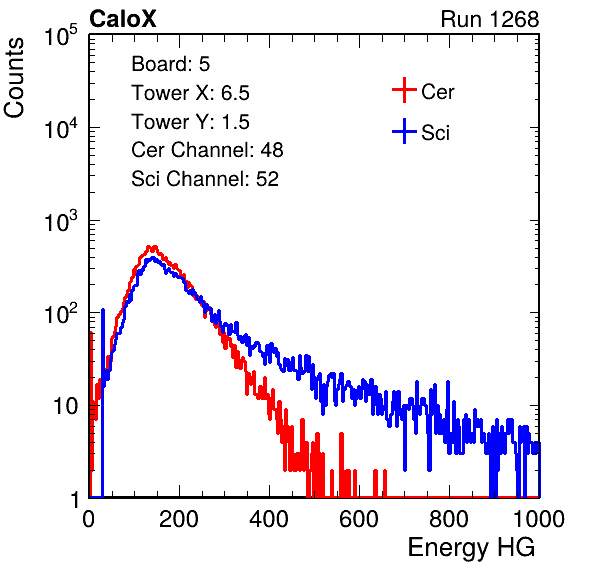 CaloX Run 1268
Counts
10^5
10^4
10^3
10^2
10
1
Board: 5
Tower X: 6.5
Tower Y: 1.5
Cer Channel: 48
Sci Channel: 52
Cer
Sci
0 200 400 600 800 1000
Energy HG